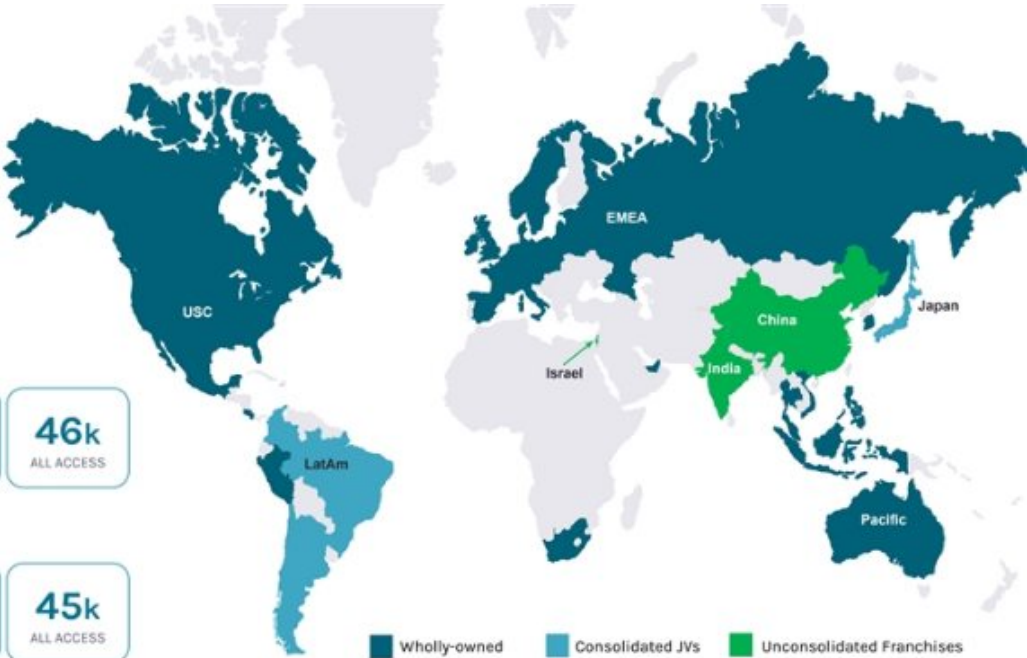 EMEA
USC
China
Japan
Israel
India
46k
ALL ACCESS
LatAm
Pacific
45k
ALL ACCESS
Wholly-owned
Consolidated JVs
Unconsolidated Franchises